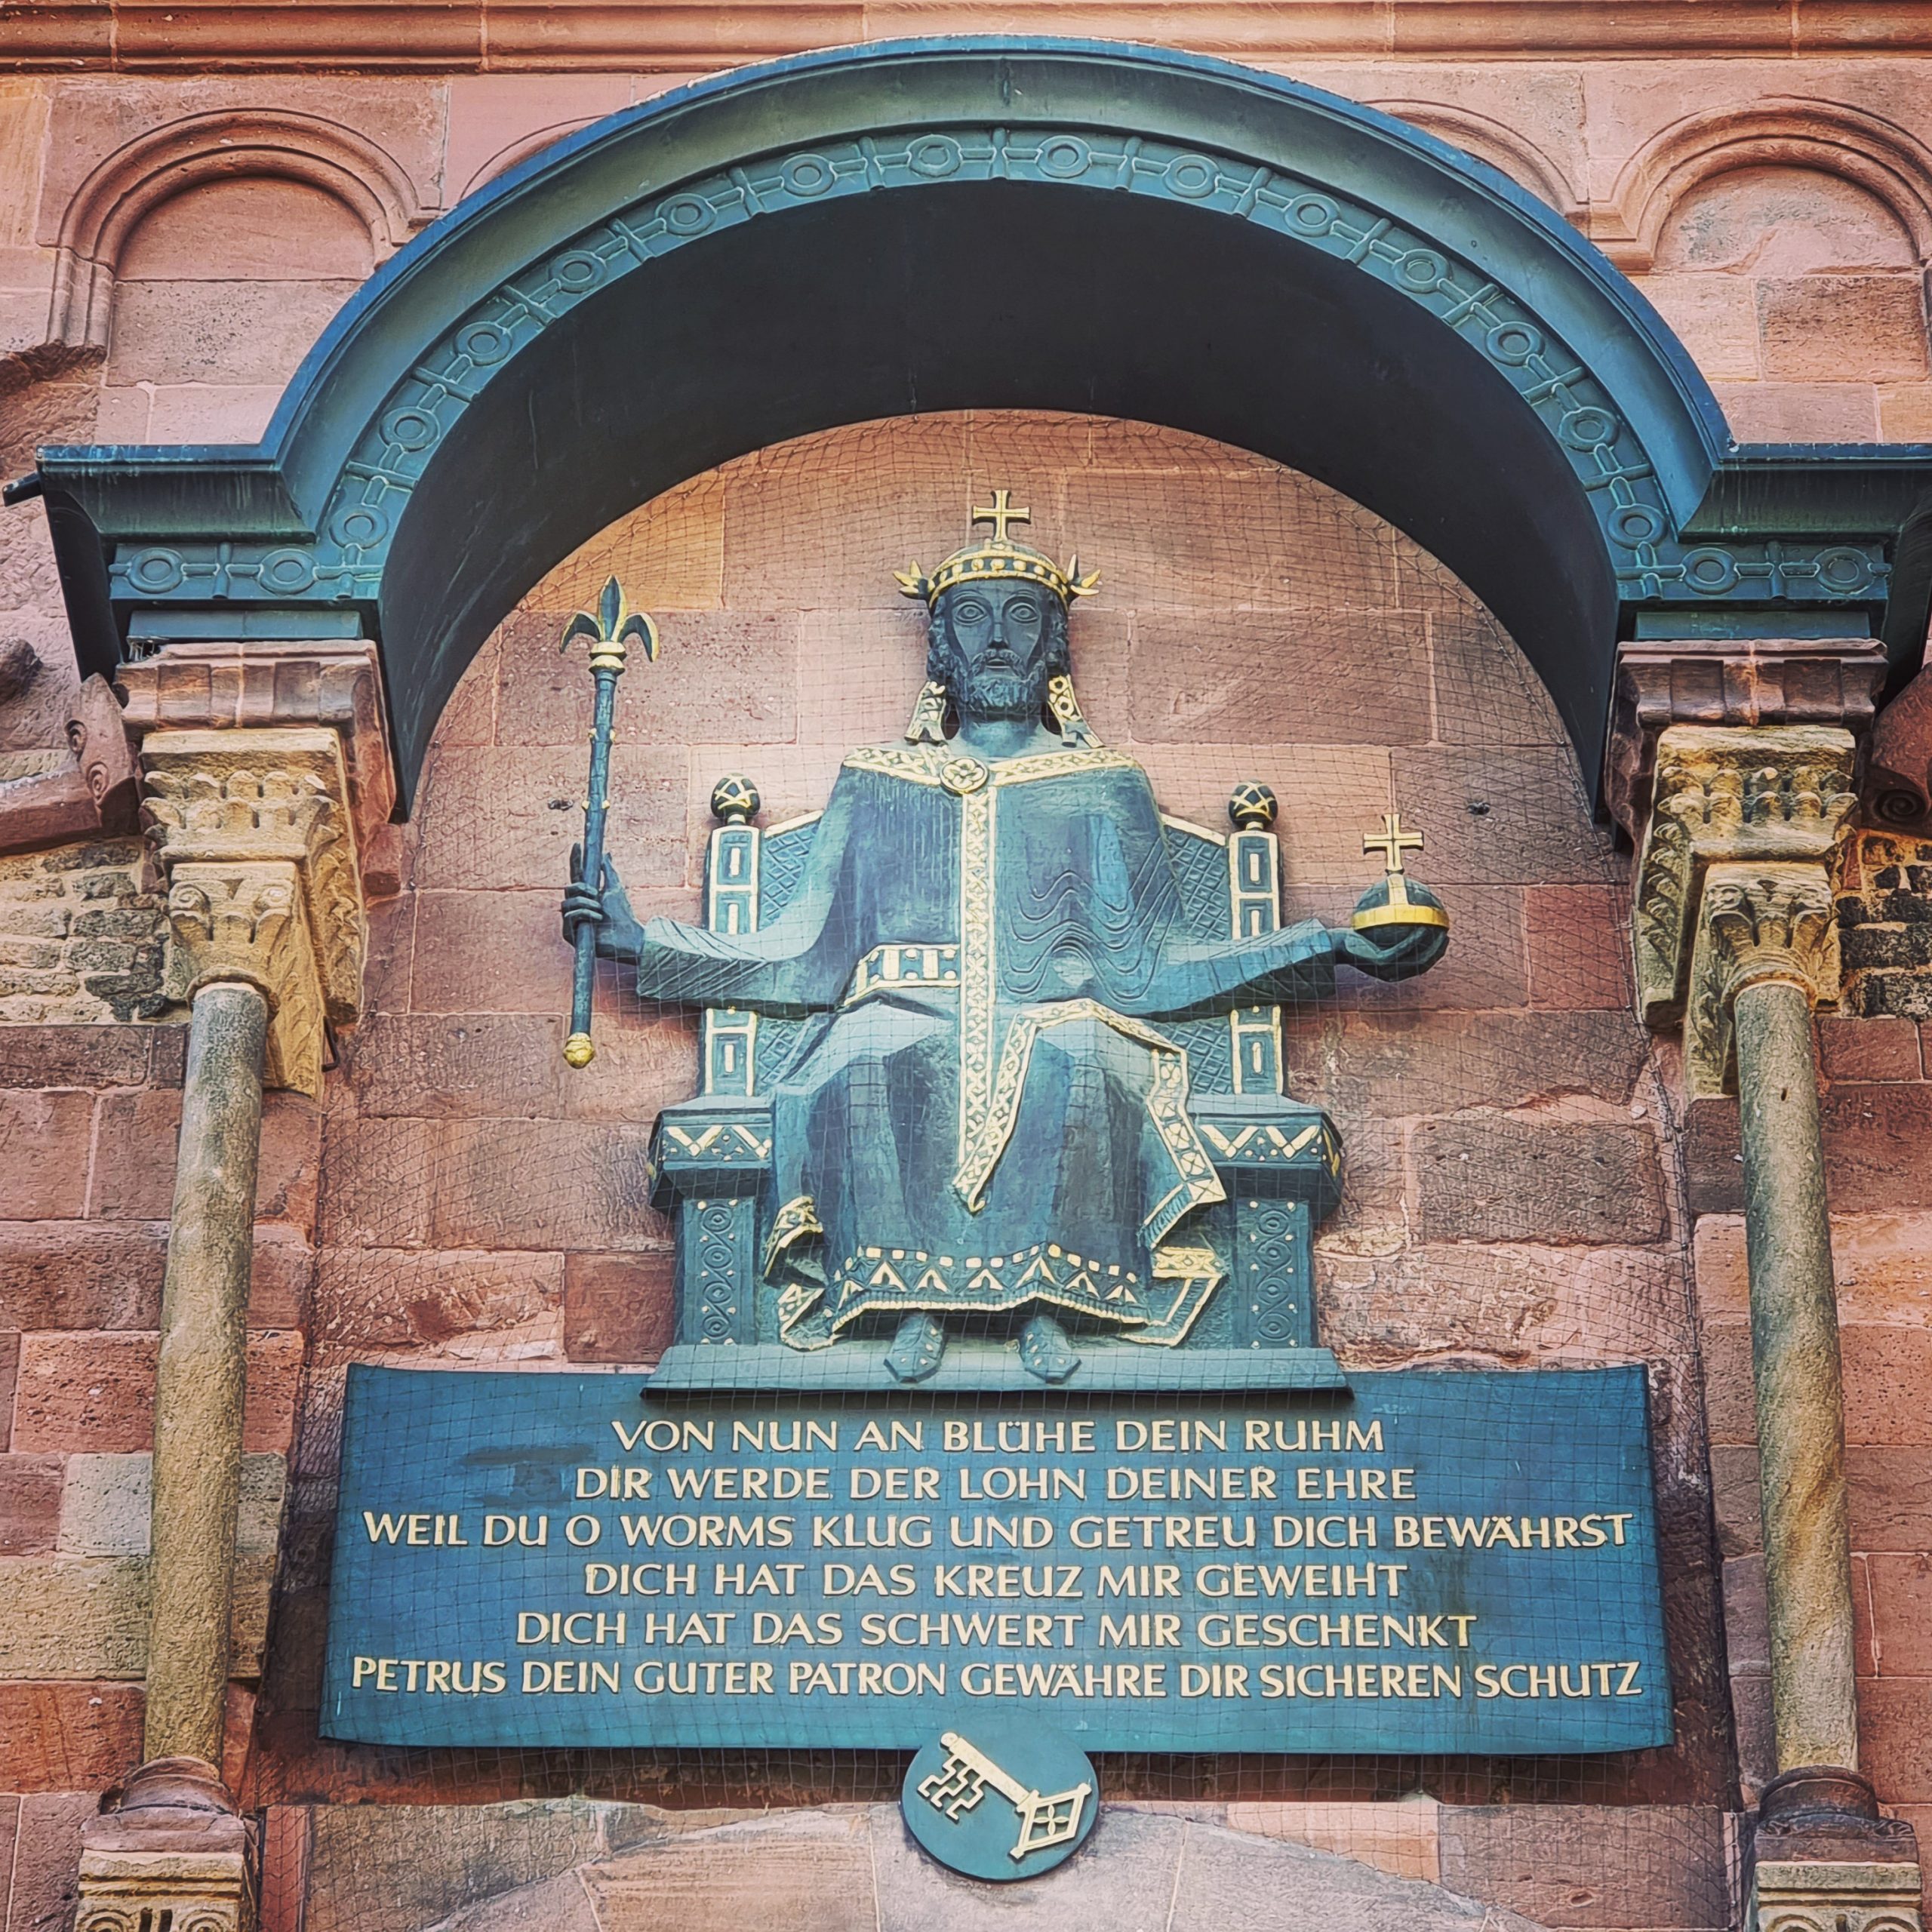 VON NUN AN BLÜHE DEIN RUHM
DIR WERDE DER LOHN DEINER EHRE
WEIL DU O WORMS KLUG UND GETREU DICH BEWÄHRST
DICH HAT DAS KREUZ MIR GEWEIHT
DICH HAT DAS SCHWERT MIR GESCHENKT
PETRUS DEIN GUTER PATRON GEWÄHRE DIR SICHEREN SCHUTZ